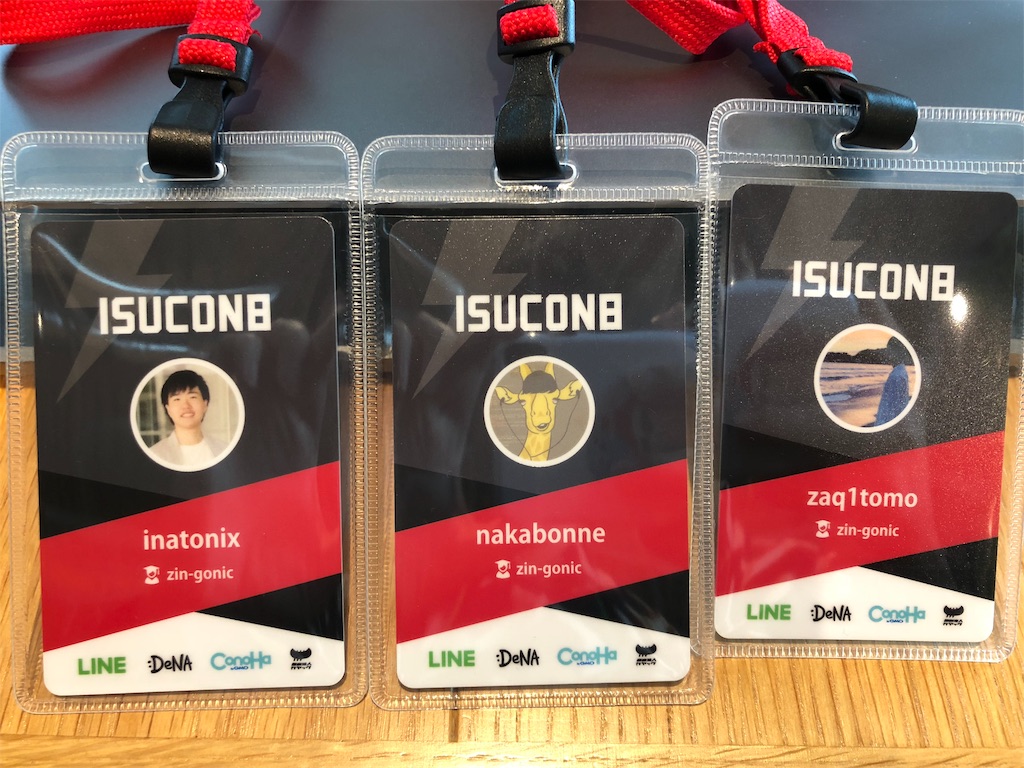 ISUCON8
inatonix
zin-gonic
LINE :DeNA ConoHa
ISUCON8
nakabonne
zin-gonic
LINE :DeNA ConoHa
ISUCON8
zaq1tomo
zin-gonic
LINE :DeNA ConoHa